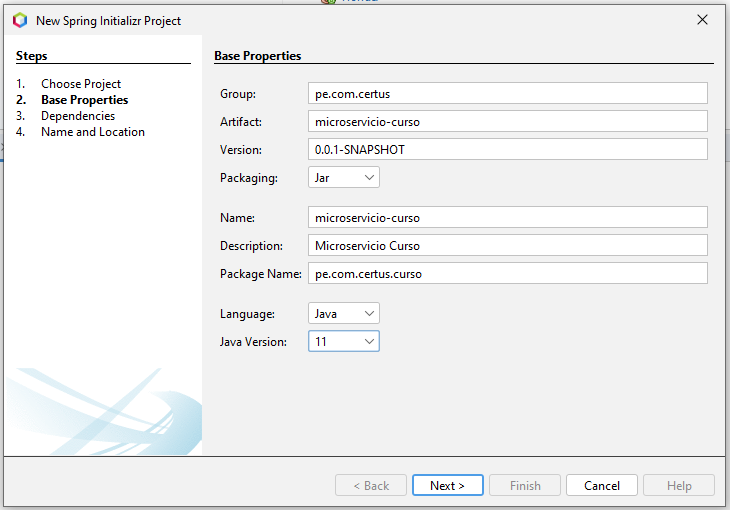 New Spring Initializr Project
Steps
1. Choose Project
2. Base Properties
3. Dependencies
4. Name and Location
Base Properties
Group: pe.com.certus
Artifact: microservicio-curso
Version: 0.0.1-SNAPSHOT
Packaging: Jar
Name: microservicio-curso
Description: Microservicio Curso
Package Name: pe.com.certus.curso
Language: Java
Java Version: 11
< Back Next > Finish Cancel Help